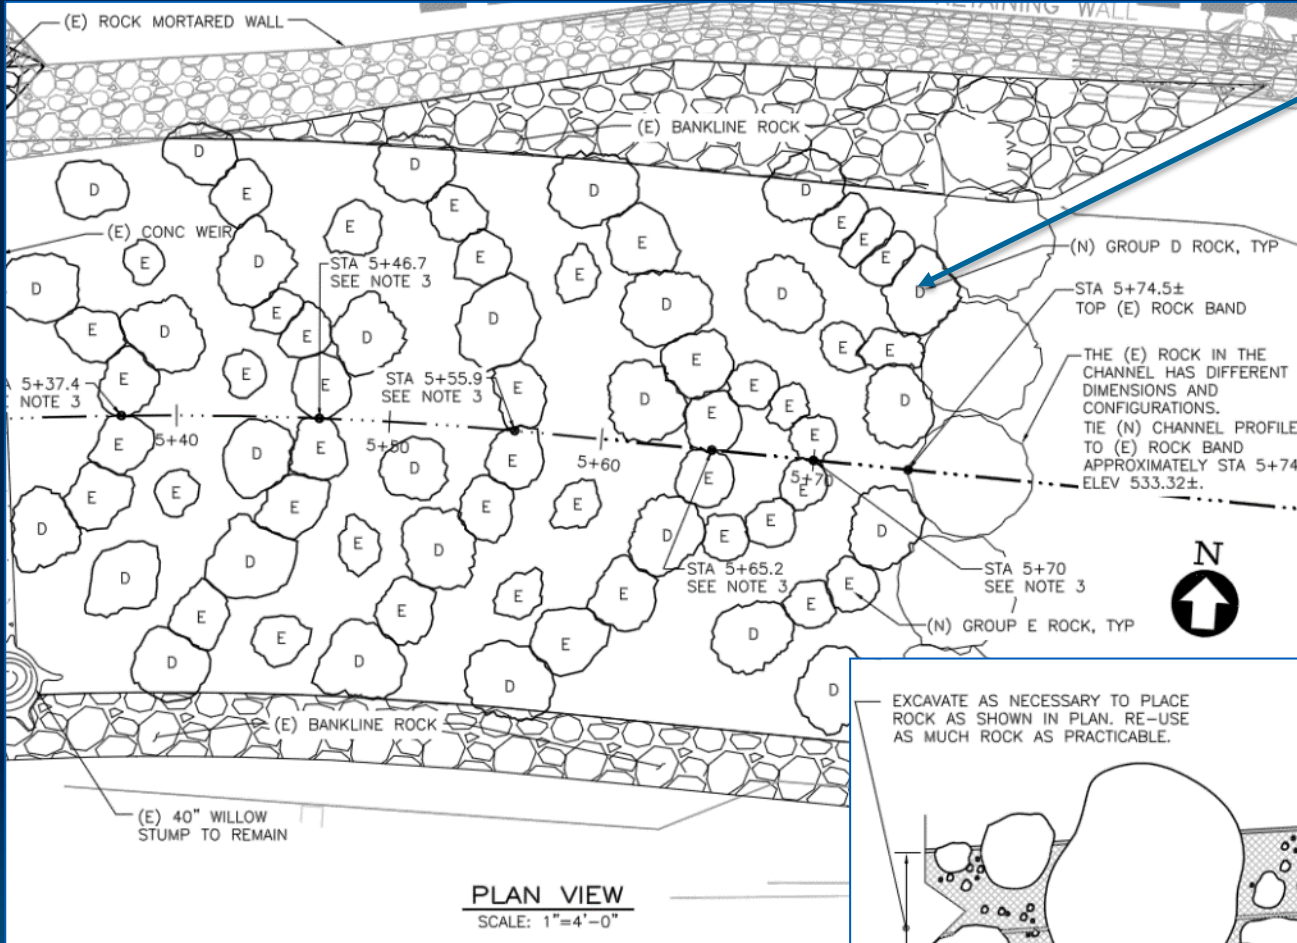 (E) ROCK MORTARED WALL
RETAINING WALL
(E) BANKLINE ROCK
D
D
D
D
D
E
E
E
E
E
E
E
E
(E) CONC WEIR
E
D
E
D
STA 5+46.7
SEE NOTE 3
(N) GROUP D ROCK, TYP
D
D
D
D
D
STA 5+74.5±
TOP (E) ROCK BAND
E
E
E
D
D
E
E
E
THE (E) ROCK IN THE
CHANNEL HAS DIFFERENT
DIMENSIONS AND
CONFIGURATIONS.
TIE (N) CHANNEL PROFILE
TO (E) ROCK BAND
APPROXIMATELY STA 5+74
ELEV 533.32±.
5+37.4
NOTE 3
E
E
E
STA 5+55.9
SEE NOTE 3
E
D
E
E
E
D
5+40
5+50
5+60
5+70
E
E
E
D
D
E
E
E
E
E
E
E
E
D
E
D
E
D
E
E
D
D
STA 5+65.2
SEE NOTE 3
STA 5+70
SEE NOTE 3
D
E
E
E
E
E
E
(N) GROUP E ROCK, TYP
D
E
D
E
D
D
D
(E) BANKLINE ROCK
EXCAVATE AS NECESSARY TO PLACE
ROCK AS SHOWN IN PLAN. RE-USE
AS MUCH ROCK AS PRACTICABLE.
N
(E) 40" WILLOW
STUMP TO REMAIN
PLAN VIEW
SCALE: 1"=4'-0"